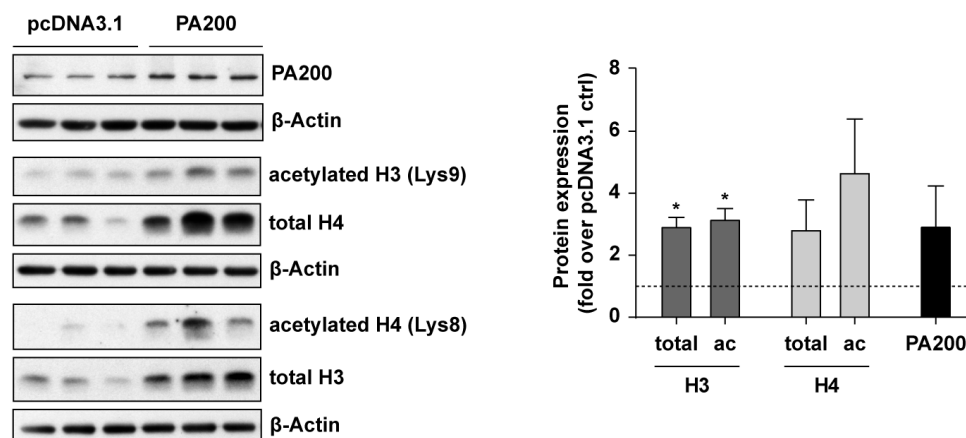 pcDNA3.1 PA200
PA200
β-Actin
acetylated H3 (Lys9)
total H4
β-Actin
acetylated H4 (Lys8)
total H3
β-Actin
Protein expression
(fold over pcDNA3.1 ctrl)
8
6
4
2
0
* *
total ac total ac PA200
H3 H4